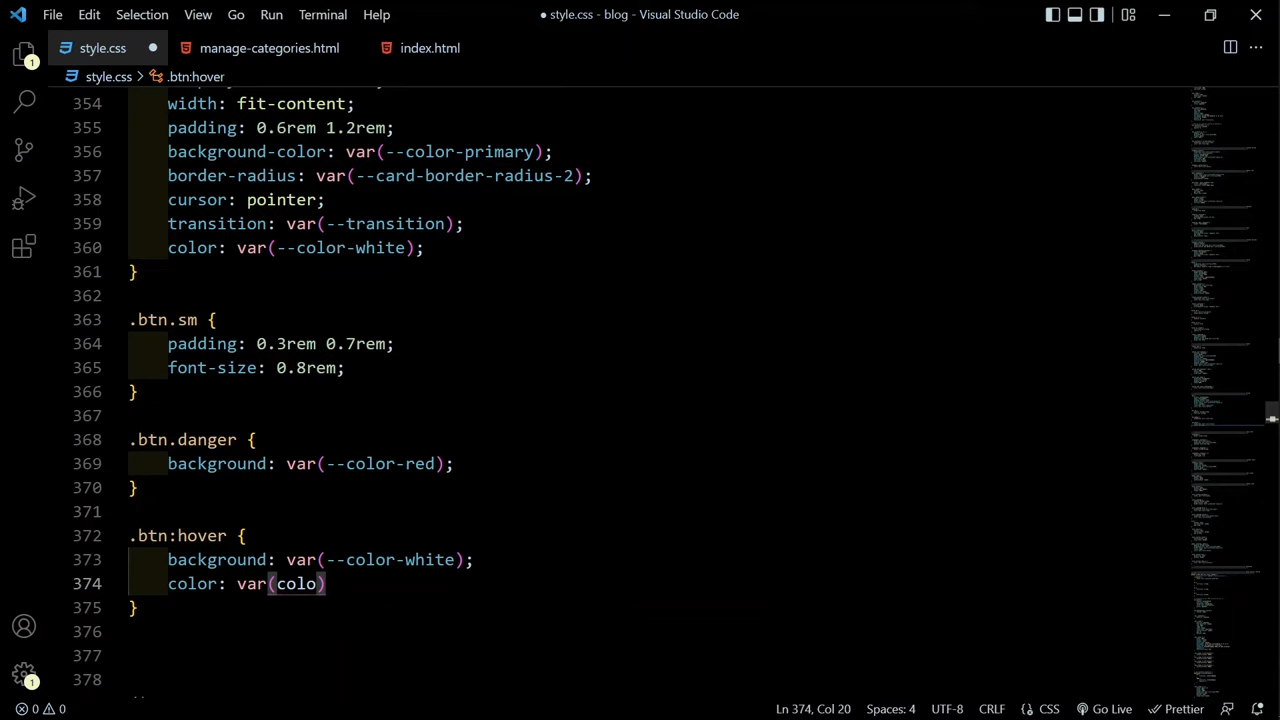 File Edit Selection View Go Run Terminal Help
● style.css - blog - Visual Studio Code
style.css ● manage-categories.html index.html
style.css > .btn:hover
354 width: fit-content;
355 padding: 0.6rem 1.2rem;
356 background-color: var(--color-primary);
357 border-radius: var(--card-border-radius-2);
358 cursor: pointer;
359 transition: var(--transition);
360 color: var(--color-white);
361 }
362
363 .btn.sm {
364 padding: 0.3rem 0.7rem;
365 font-size: 0.8rem;
366 }
367
368 .btn.danger {
369 background: var(--color-red);
370 }
371
372 .btn:hover {
373 background: var(--color-white);
374 color: var(colo)
375 }
376
377
378
1
1
0 0 Ln 374, Col 20 Spaces: 4 UTF-8 CRLF {} CSS Go Live Prettier